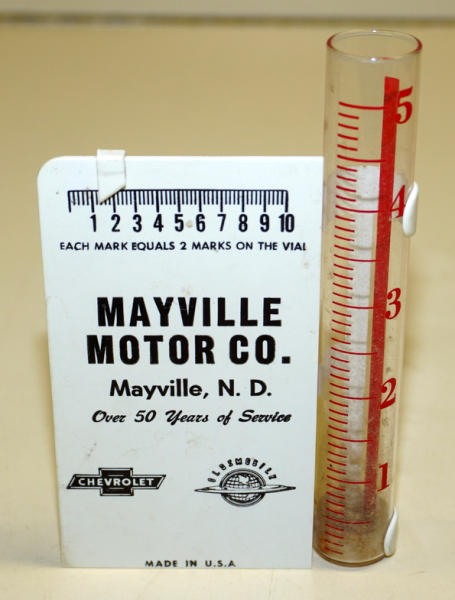 1 2 3 4 5 6 7 8 9 10
EACH MARK EQUALS 2 MARKS ON THE VIAL
MAYVILLE
MOTOR CO.
Mayville, N. D.
Over 50 Years of Service
CHEVROLET
OLDSMOBILE
MADE IN U.S.A
5
4
3
2
1